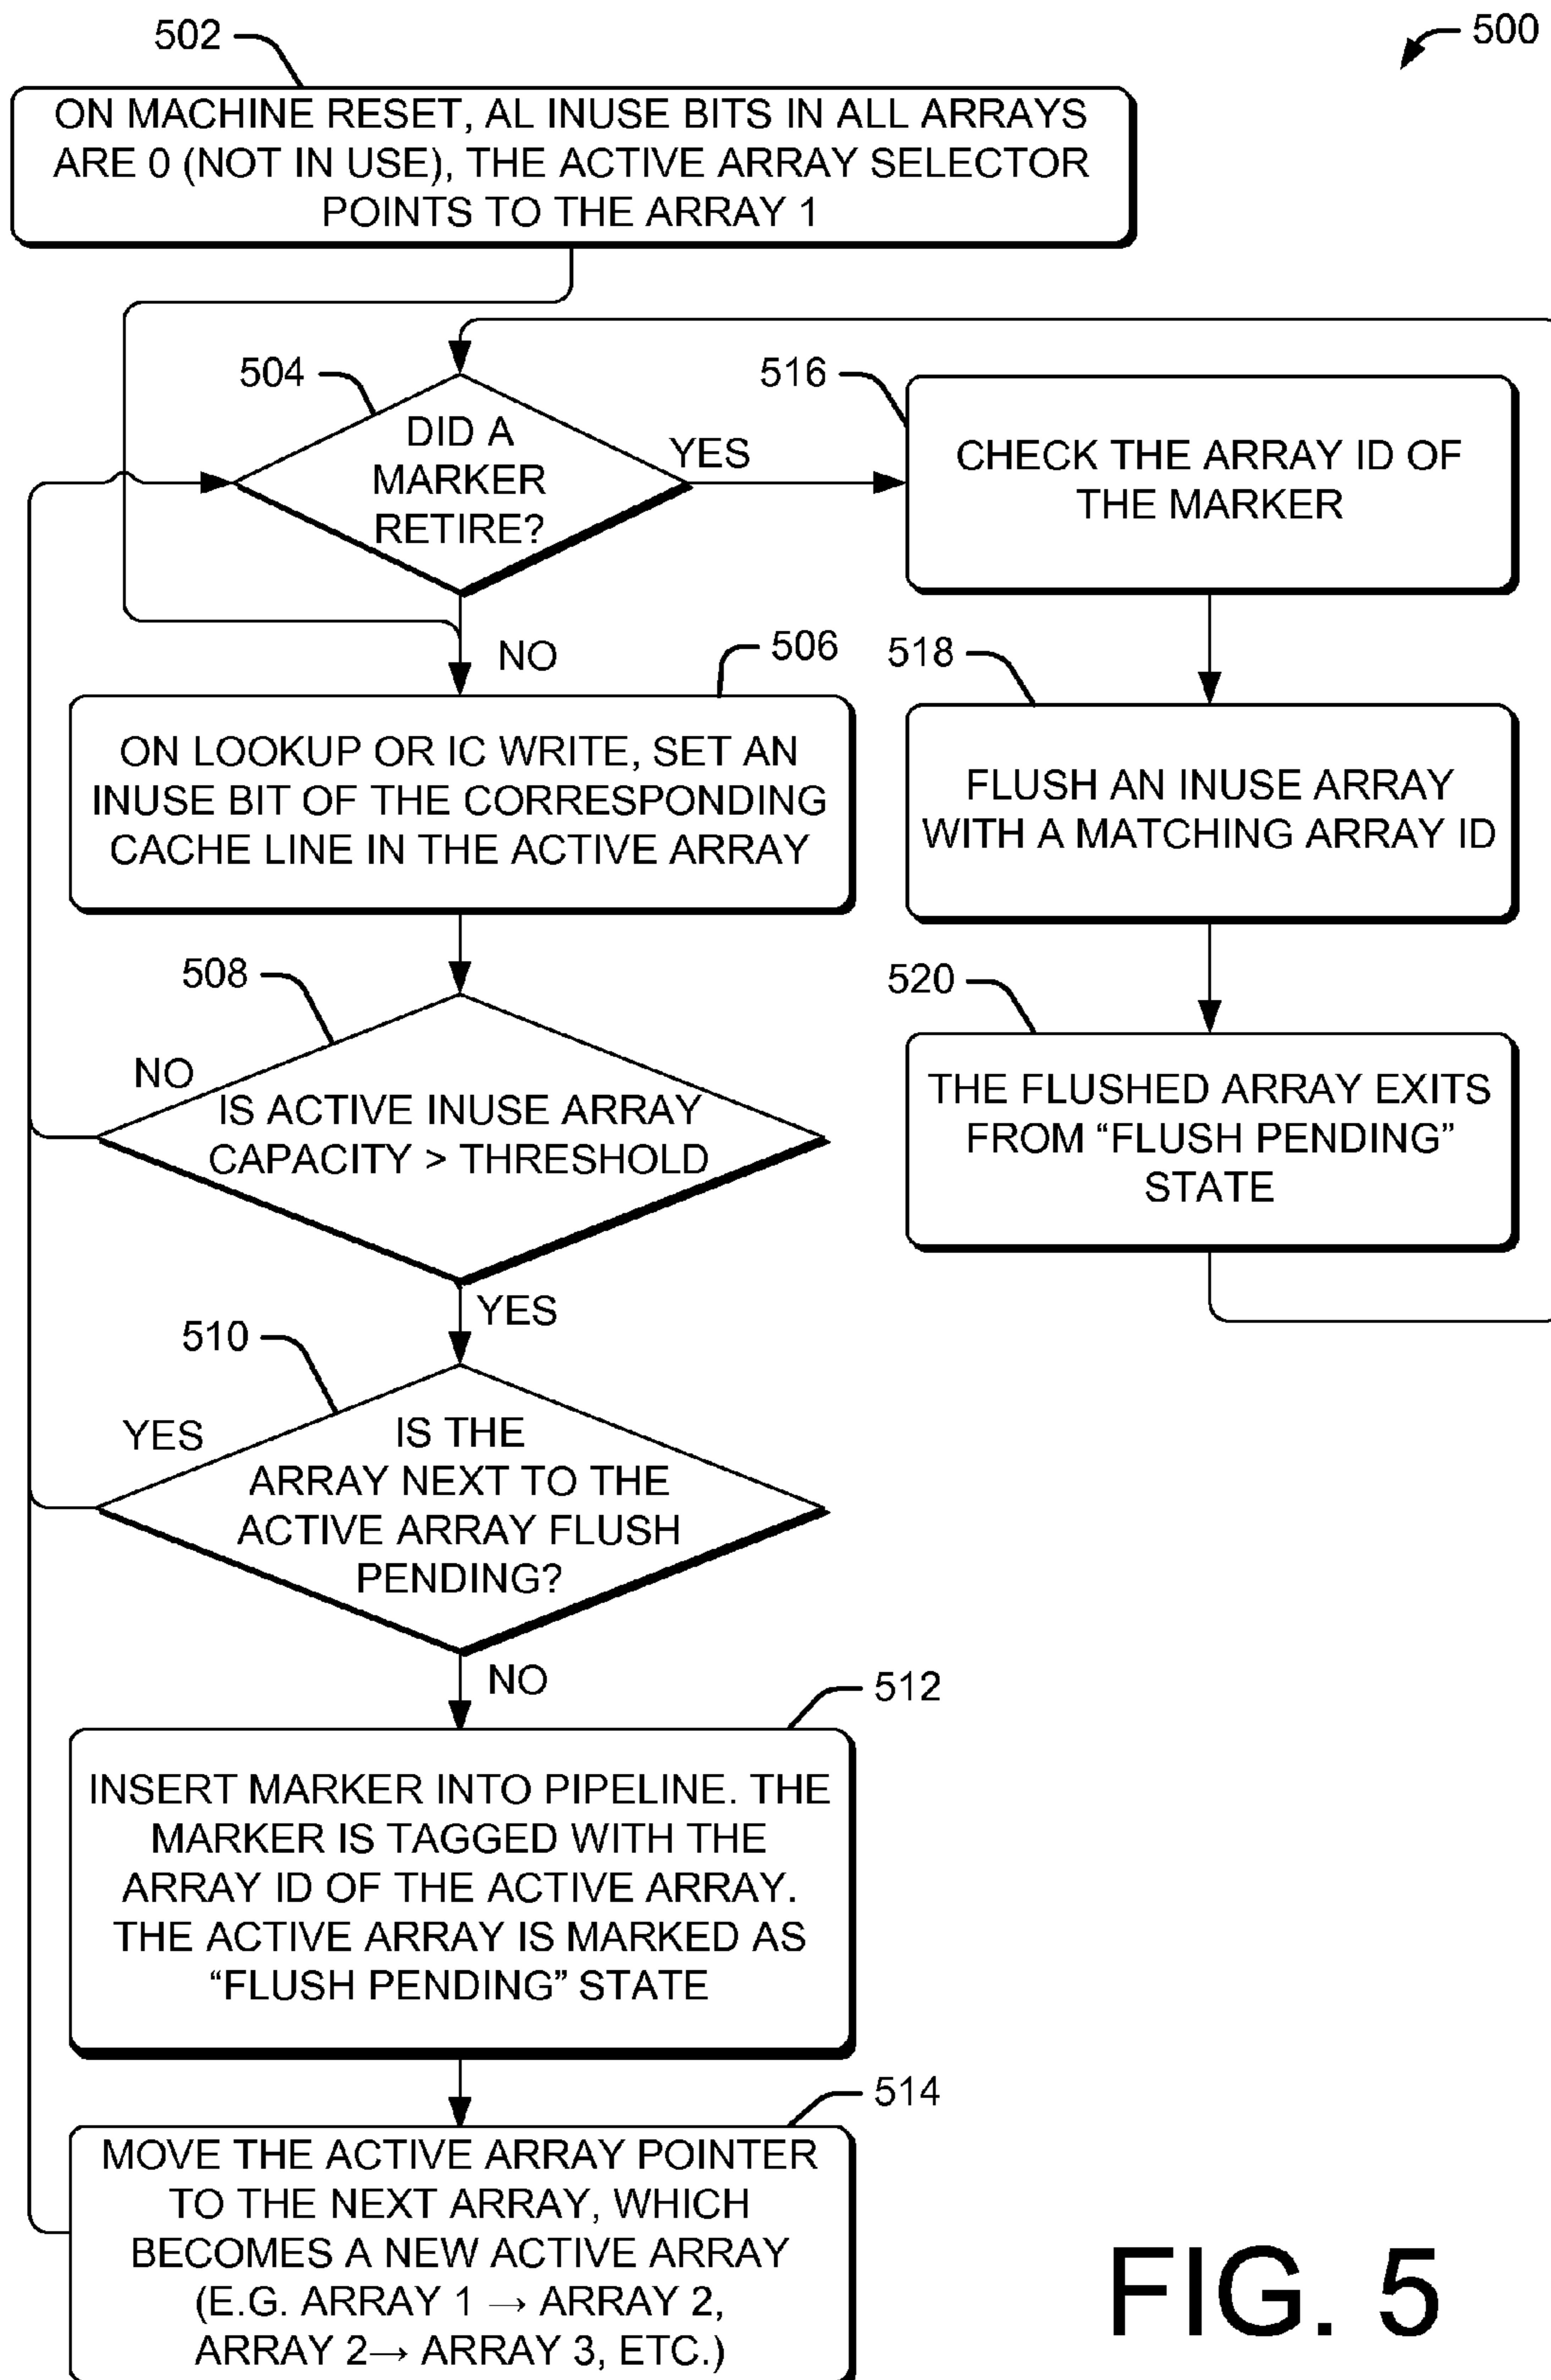 500
502
ON MACHINE RESET, AL INUSE BITS IN ALL ARRAYS
ARE 0 (NOT IN USE), THE ACTIVE ARRAY SELECTOR
POINTS TO THE ARRAY 1
504
DID A
MARKER
RETIRE?
YES
NO
516
CHECK THE ARRAY ID OF
THE MARKER
506
ON LOOKUP OR IC WRITE, SET AN
INUSE BIT OF THE CORRESPONDING
CACHE LINE IN THE ACTIVE ARRAY
518
FLUSH AN INUSE ARRAY
WITH A MATCHING ARRAY ID
508
NO
IS ACTIVE INUSE ARRAY
CAPACITY > THRESHOLD
YES
520
THE FLUSHED ARRAY EXITS
FROM “FLUSH PENDING”
STATE
510
YES
IS THE
ARRAY NEXT TO THE
ACTIVE ARRAY FLUSH
PENDING?
NO
512
INSERT MARKER INTO PIPELINE. THE
MARKER IS TAGGED WITH THE
ARRAY ID OF THE ACTIVE ARRAY.
THE ACTIVE ARRAY IS MARKED AS
“FLUSH PENDING” STATE
514
MOVE THE ACTIVE ARRAY POINTER
TO THE NEXT ARRAY, WHICH
BECOMES A NEW ACTIVE ARRAY
(E.G. ARRAY 1 → ARRAY 2,
ARRAY 2→ ARRAY 3, ETC.)
FIG. 5